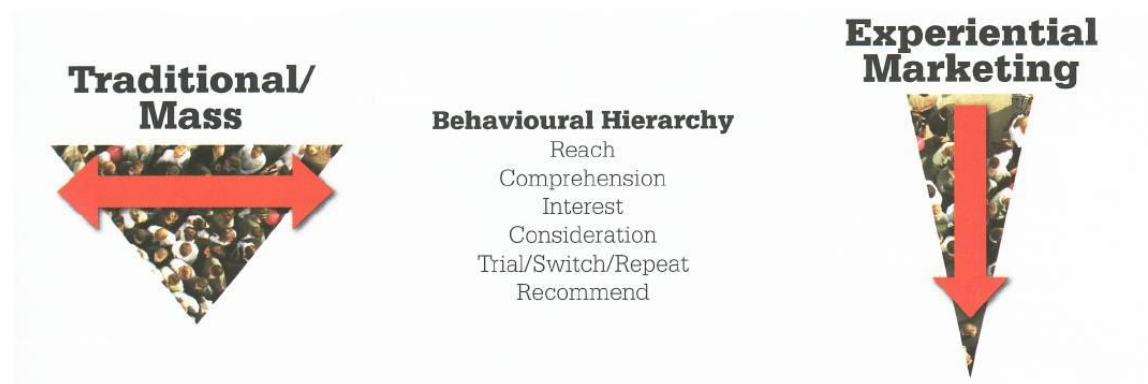 Traditional/
Mass
Behavioural Hierarchy
Reach
Comprehension
Interest
Consideration
Trial/Switch/Repeat
Recommend
Experiential
Marketing